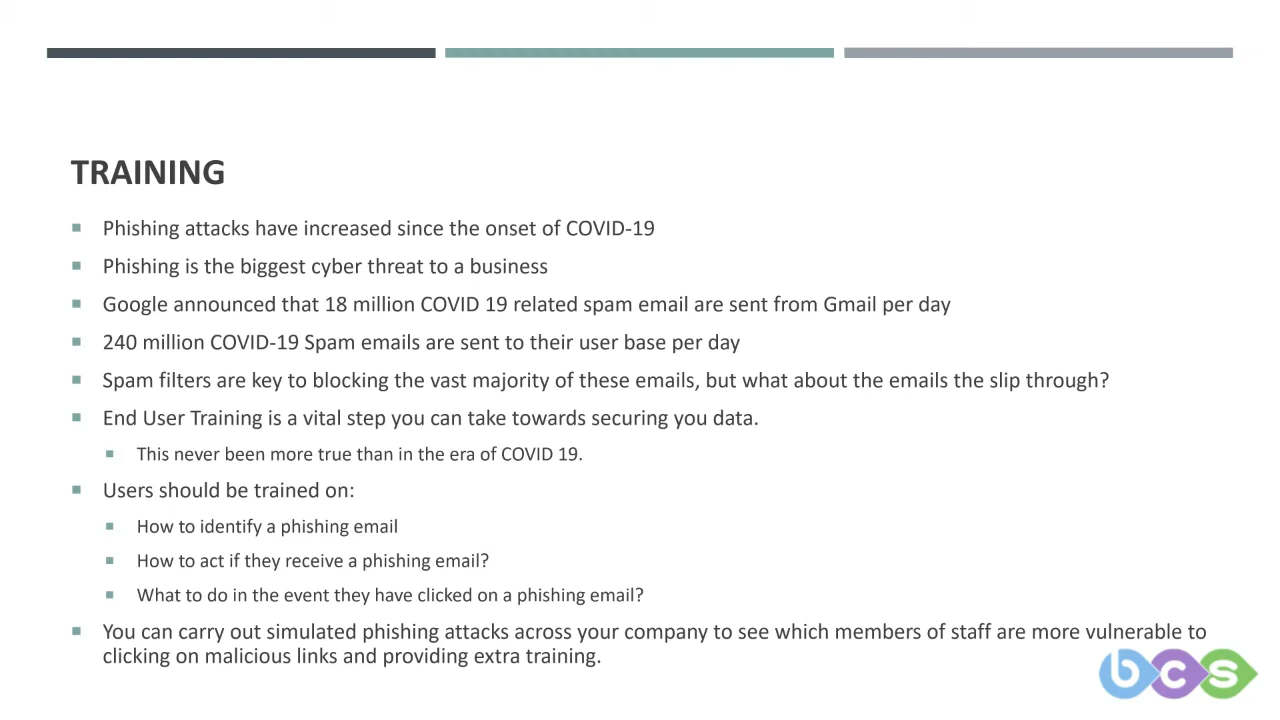 TRAINING
Phishing attacks have increased since the onset of COVID-19
Phishing is the biggest cyber threat to a business
Google announced that 18 million COVID 19 related spam email are sent from Gmail per day
240 million COVID-19 Spam emails are sent to their user base per day
Spam filters are key to blocking the vast majority of these emails, but what about the emails the slip through?
End User Training is a vital step you can take towards securing you data.
This never been more true than in the era of COVID 19.
Users should be trained on:
How to identify a phishing email
How to act if they receive a phishing email?
What to do in the event they have clicked on a phishing email?
You can carry out simulated phishing attacks across your company to see which members of staff are more vulnerable to
clicking on malicious links and providing extra training.
bcs